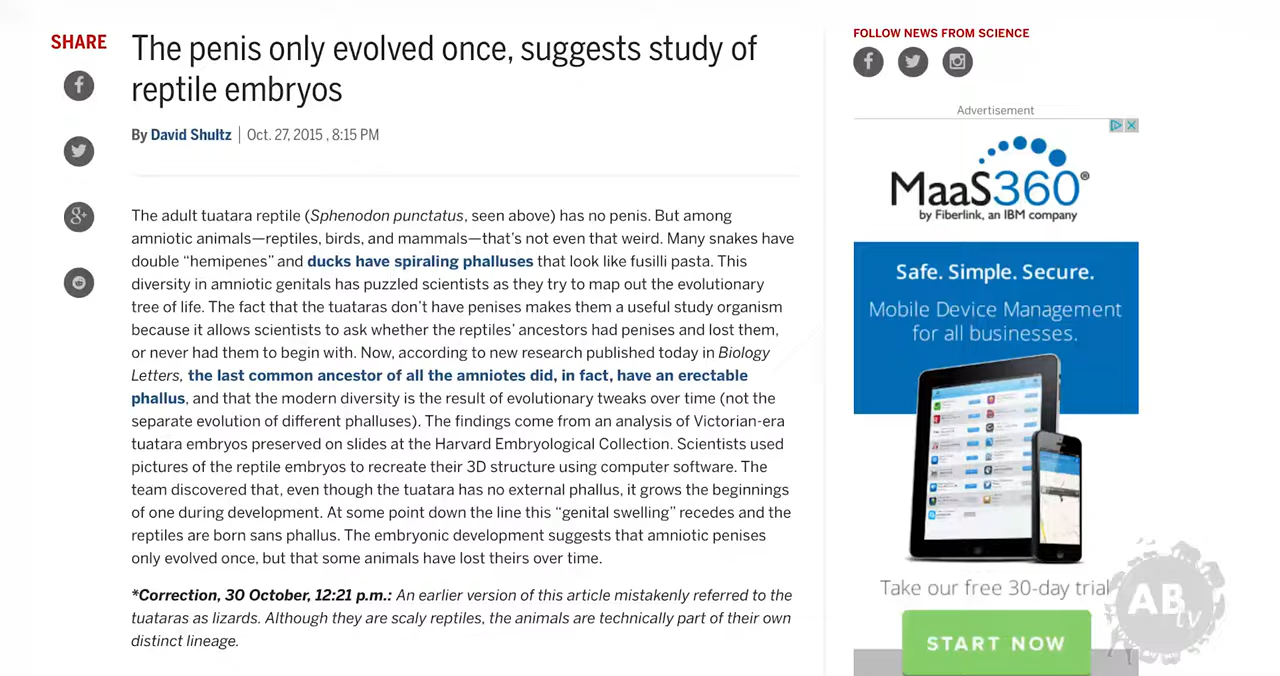 SHARE
The penis only evolved once, suggests study of
reptile embryos
By David Shultz | Oct. 27, 2015 , 8:15 PM
The adult tuatara reptile (Sphenodon punctatus, seen above) has no penis. But among
amniotic animals—reptiles, birds, and mammals—that's not even that weird. Many snakes have
double “hemipenes” and ducks have spiraling phalluses that look like fusilli pasta. This
diversity in amniotic genitals has puzzled scientists as they try to map out the evolutionary
tree of life. The fact that the tuataras don't have penises makes them a useful study organism
because it allows scientists to ask whether the reptiles' ancestors had penises and lost them,
or never had them to begin with. Now, according to new research published today in Biology
Letters, the last common ancestor of all the amniotes did, in fact, have an erectable
phallus, and that the modern diversity is the result of evolutionary tweaks over time (not the
separate evolution of different phalluses). The findings come from an analysis of Victorian-era
tuatara embryos preserved on slides at the Harvard Embryological Collection. Scientists used
pictures of the reptile embryos to recreate their 3D structure using computer software. The
team discovered that, even though the tuatara has no external phallus, it grows the beginnings
of one during development. At some point down the line this “genital swelling” recedes and the
reptiles are born sans phallus. The embryonic development suggests that amniotic penises
only evolved once, but that some animals have lost theirs over time.
*Correction, 30 October, 12:21 p.m.: An earlier version of this article mistakenly referred to the
tuataras as lizards. Although they are scaly reptiles, the animals are technically part of their own
distinct lineage.
FOLLOW NEWS FROM SCIENCE
Advertisement
MaaS360®
by Fiberlink, an IBM company
Safe. Simple. Secure.
Mobile Device Management
for all businesses.
Take our free 30-day trial
START NOW
AB
tv